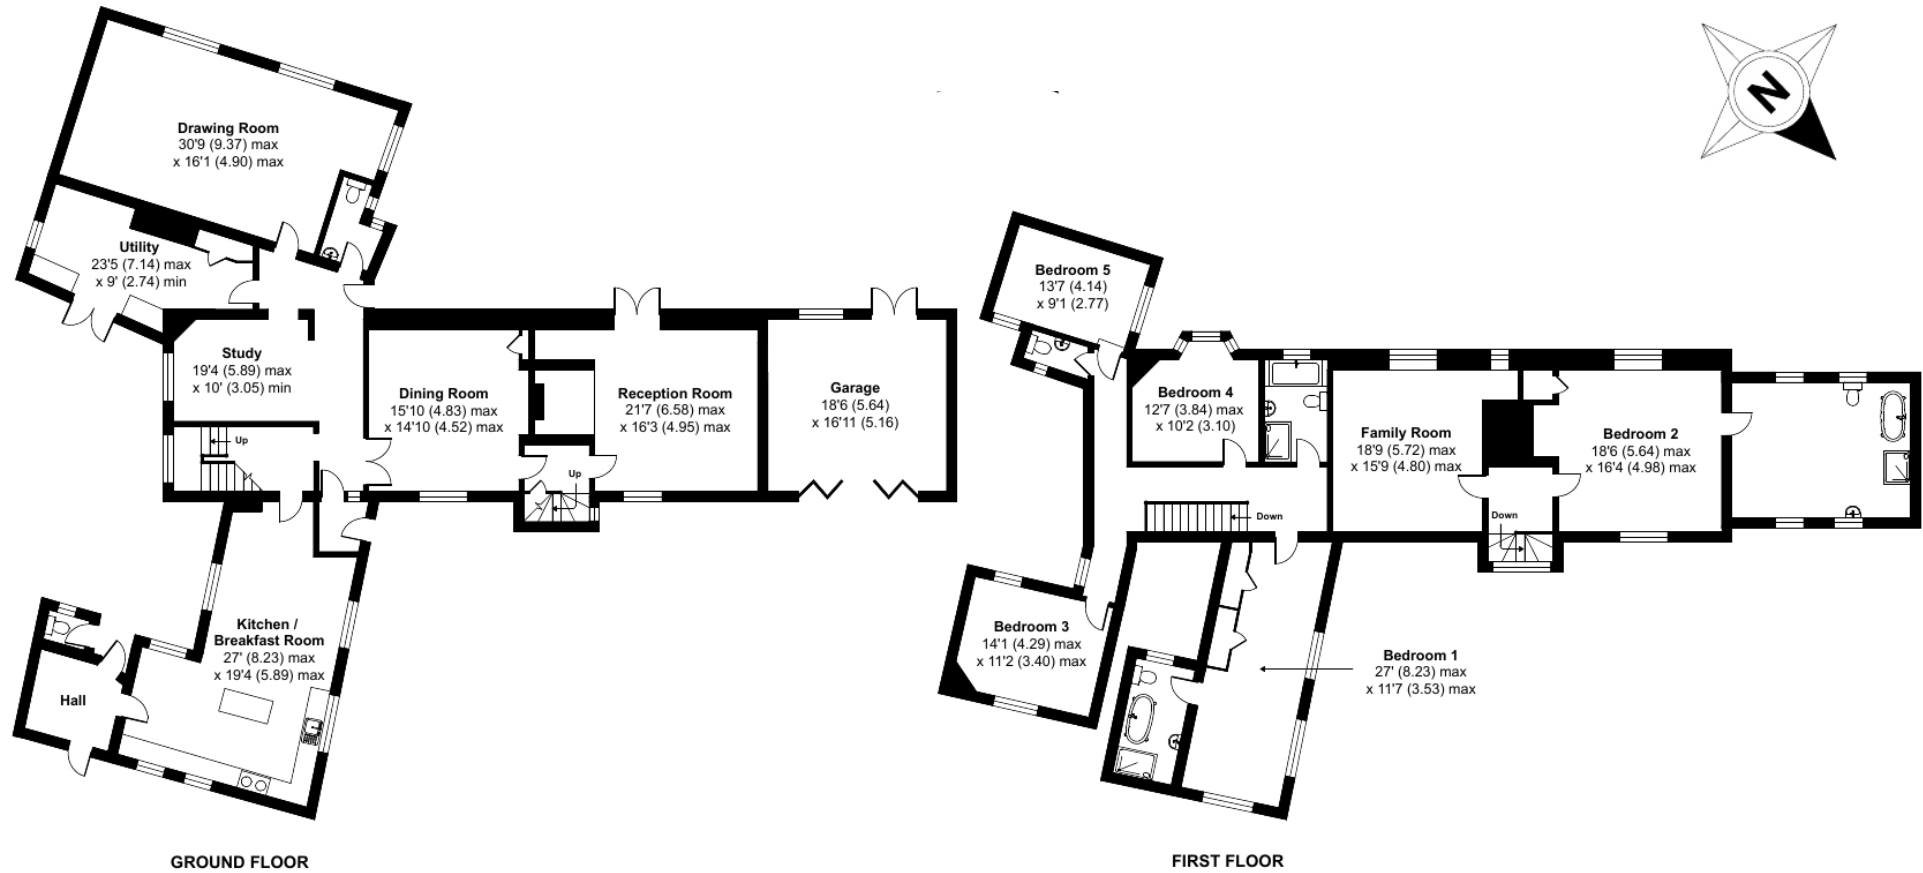 N
Drawing Room
30'9 (9.37) max
x 16'1 (4.90) max
Utility
23'5 (7.14) max
x 9' (2.74) min
Study
19'4 (5.89) max
x 10' (3.05) min
Up
Dining Room
15'10 (4.83) max
x 14'10 (4.52) max
Reception Room
21'7 (6.58) max
x 16'3 (4.95) max
Up
Garage
18'6 (5.64)
x 16'11 (5.16)
Kitchen /
Breakfast Room
27' (8.23) max
x 19'4 (5.89) max
Hall
GROUND FLOOR
Bedroom 5
13'7 (4.14)
x 9'1 (2.77)
Bedroom 4
12'7 (3.84) max
x 10'2 (3.10)
Family Room
18'9 (5.72) max
x 15'9 (4.80) max
Bedroom 2
18'6 (5.64) max
x 16'4 (4.98) max
Down
Down
Bedroom 3
14'1 (4.29) max
x 11'2 (3.40) max
Bedroom 1
27' (8.23) max
x 11'7 (3.53) max
FIRST FLOOR